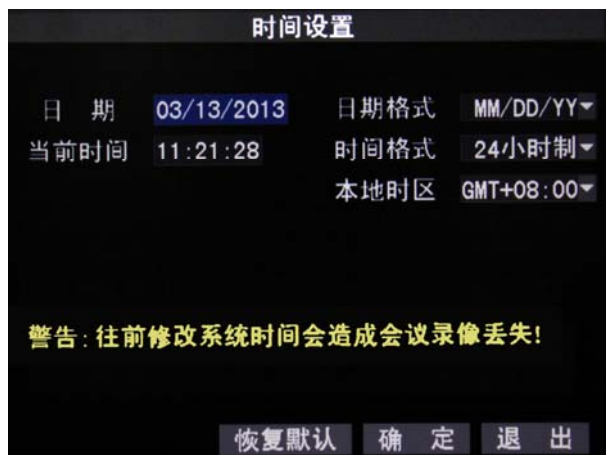 时间设置
日 期 03/13/2013 日期格式 MM/DD/YY
当前时间 11:21:28 时间格式 24小时制
本地时区 GMT+08:00
警告:往前修改系统时间会造成会议录像丢失!
恢复默认 确 定 退 出